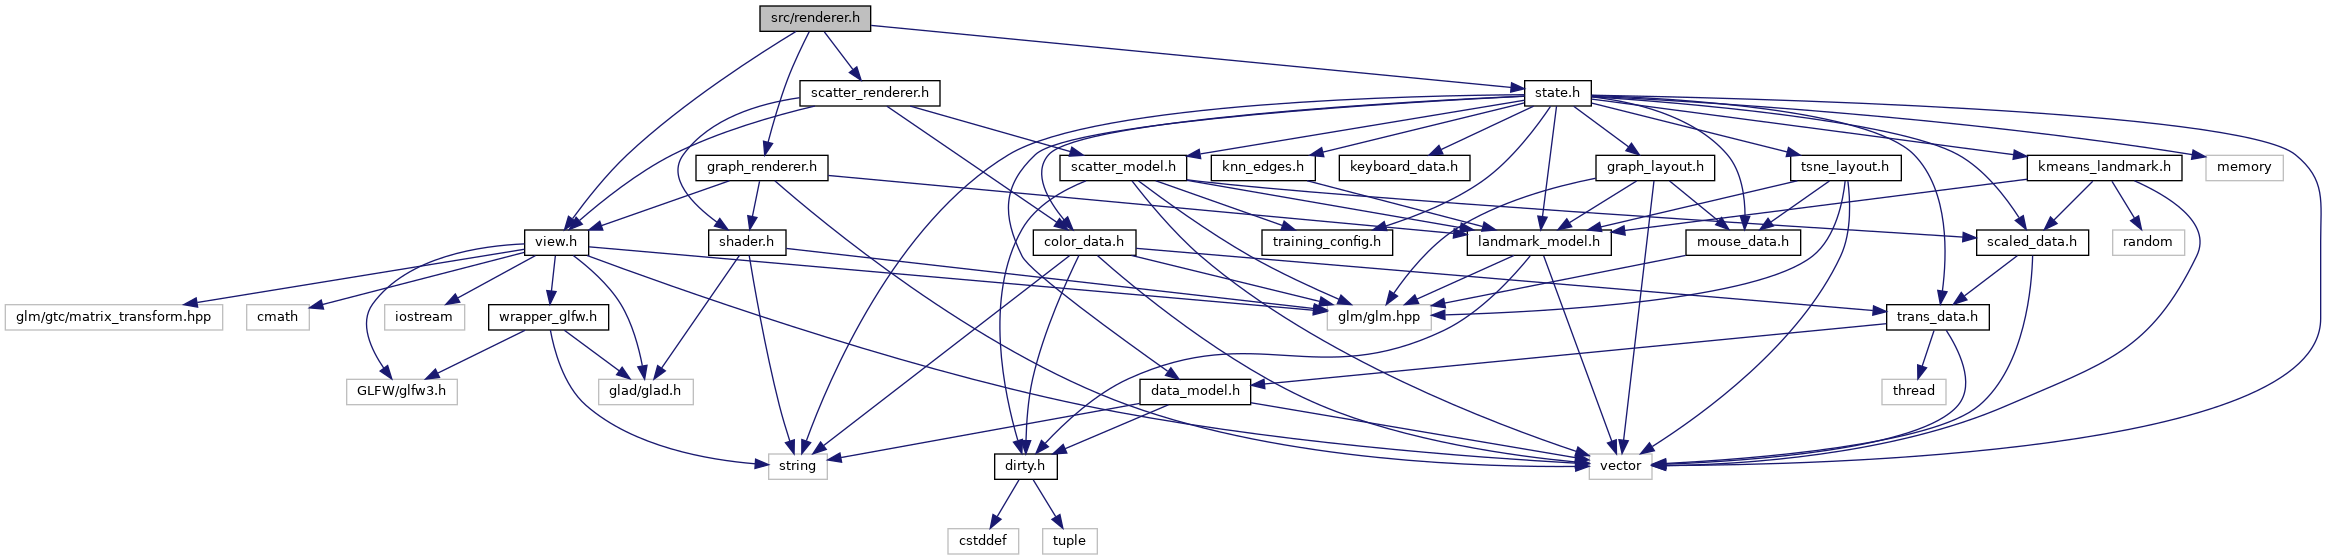 src/renderer.h
scatter_renderer.h
state.h
graph_renderer.h
scatter_model.h
knn_edges.h
keyboard_data.h
graph_layout.h
tsne_layout.h
kmeans_landmark.h
memory
view.h
shader.h
color_data.h
training_config.h
landmark_model.h
mouse_data.h
scaled_data.h
random
glm/gtc/matrix_transform.hpp
cmath
iostream
wrapper_glfw.h
glm/glm.hpp
trans_data.h
GLFW/glfw3.h
glad/glad.h
data_model.h
thread
string
dirty.h
vector
cstddef
tuple